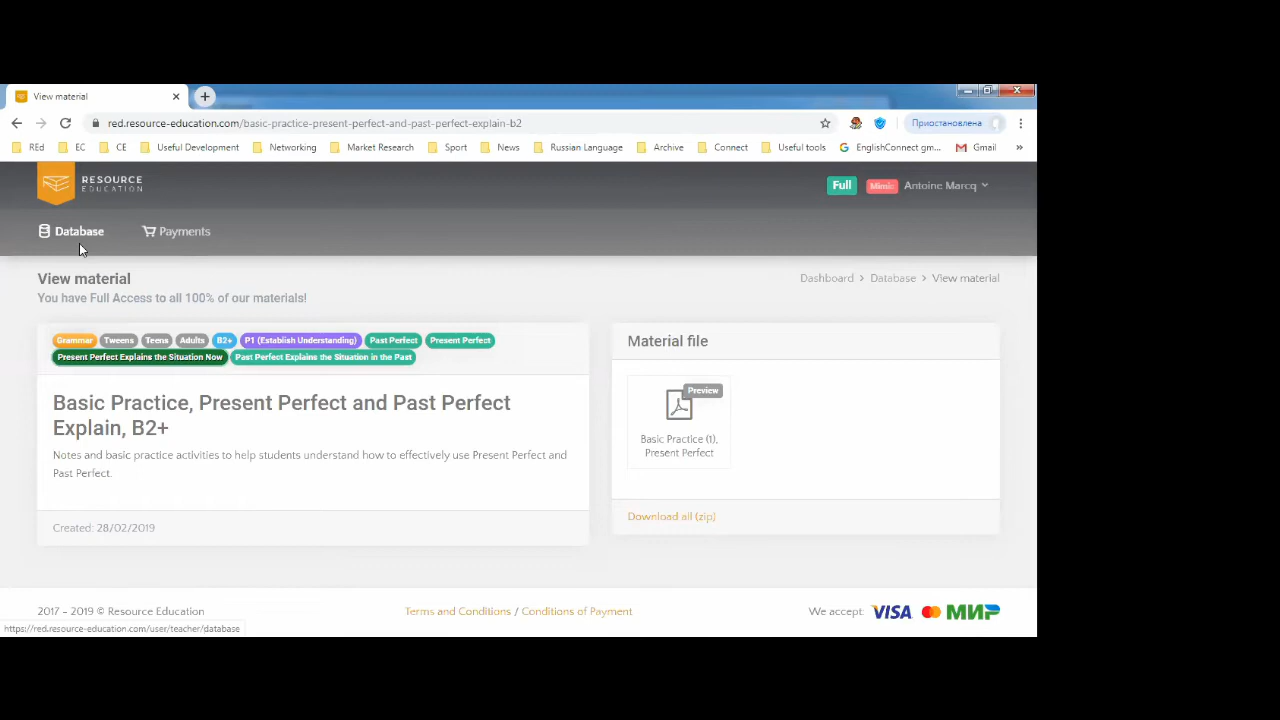 View material
red.resource-education.com/basic-practice-present-perfect-and-past-perfect-explain-b2
Приостановлена
REd EC CE Useful Development Networking Market Research Sport News Russian Language Archive Connect Useful tools EnglishConnect gm... Gmail »
RESOURCE
EDUCATION
Full Mimic Antoine Marcq
Database Payments
View material
Dashboard > Database > View material
You have Full Access to all 100% of our materials!
Grammar Tweens Teens Adults B2+ P1 (Establish Understanding) Past Perfect Present Perfect
Present Perfect Explains the Situation Now Past Perfect Explains the Situation in the Past
Basic Practice, Present Perfect and Past Perfect
Explain, B2+
Notes and basic practice activities to help students understand how to effectively use Present Perfect and
Past Perfect.
Created: 28/02/2019
Material file
Preview
Basic Practice (1),
Present Perfect
Download all (zip)
2017 - 2019 © Resource Education
Terms and Conditions / Conditions of Payment
We accept: VISA МИР
https://red.resource-education.com/user/teacher/database